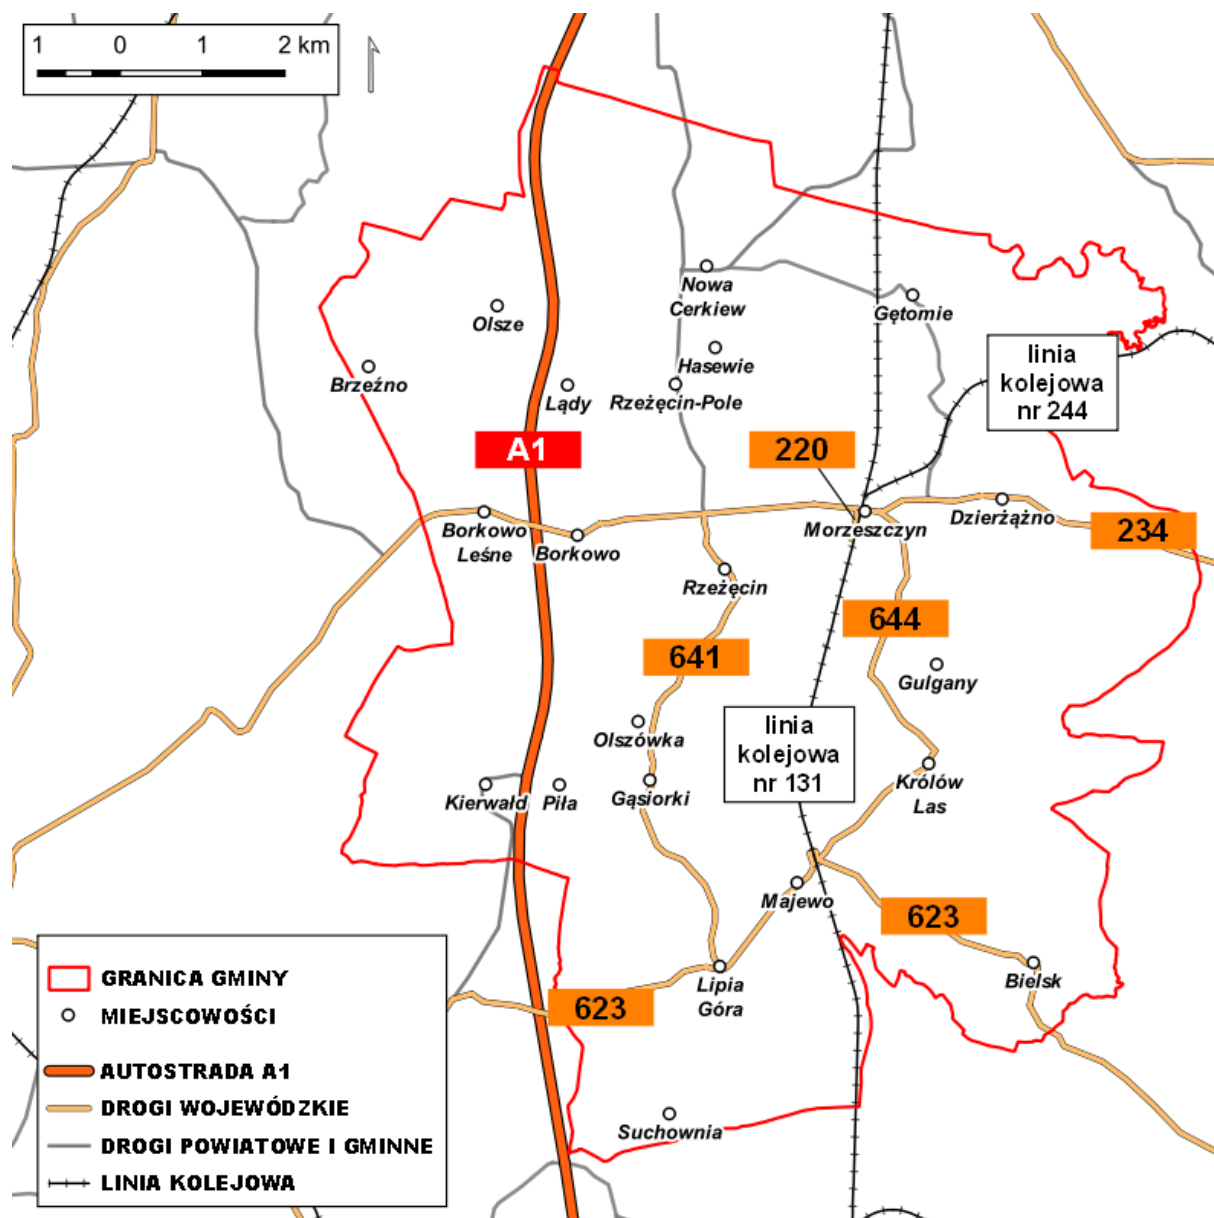 1 0 1 2 km
Nowa
Cerkiew
Gętomie
Olsze
linia
kolejowa
nr 244
Hasewie
Brzeźno
Lądy
Rzeżęcin-Pole
A1
220
Borkowo
Leśne
Borkowo
Morzeszczyn
Dzierżążno
234
Rzeżęcin
644
641
Gulgany
linia
kolejowa
nr 131
Olszówka
Królów
Las
Kierwałd
Piła
Gąsiorki
Majewo
623
Lipia
Góra
Bielsk
623
Suchownia
GRANICA GMINY
MIEJSCOWOŚCI
AUTOSTRADA A1
DROGI WOJEWÓDZKIE
DROGI POWIATOWE I GMINNE
LINIA KOLEJOWA